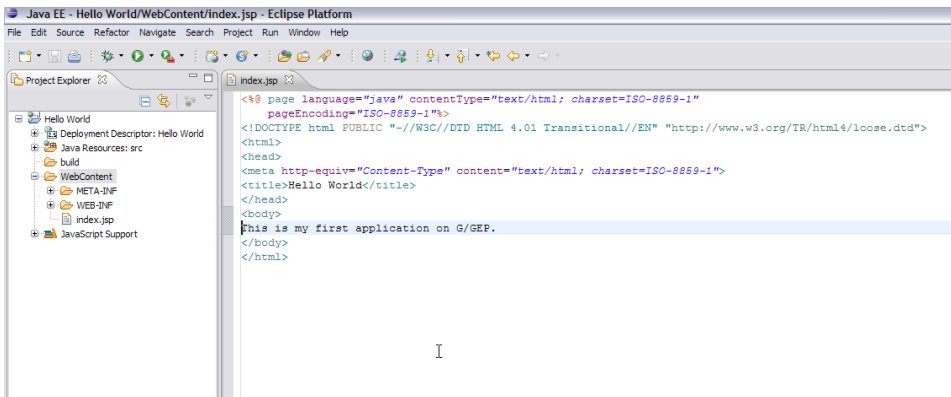 Java EE - Hello World/WebContent/index.jsp - Eclipse Platform
File Edit Source Refactor Navigate Search Project Run Window Help
Project Explorer
index.jsp
Hello World
Deployment Descriptor: Hello World
Java Resources: src
build
WebContent
META-INF
WEB-INF
index.jsp
JavaScript Support
<%@ page language="java" contentType="text/html; charset=ISO-8859-1"
pageEncoding="ISO-8859-1"%>
<!DOCTYPE html PUBLIC "-//W3C//DTD HTML 4.01 Transitional//EN" "http://www.w3.org/TR/html4/loose.dtd">
<html>
<head>
<meta http-equiv="Content-Type" content="text/html; charset=ISO-8859-1">
<title>Hello World</title>
</head>
<body>
This is my first application on G/GEP.
</body>
</html>